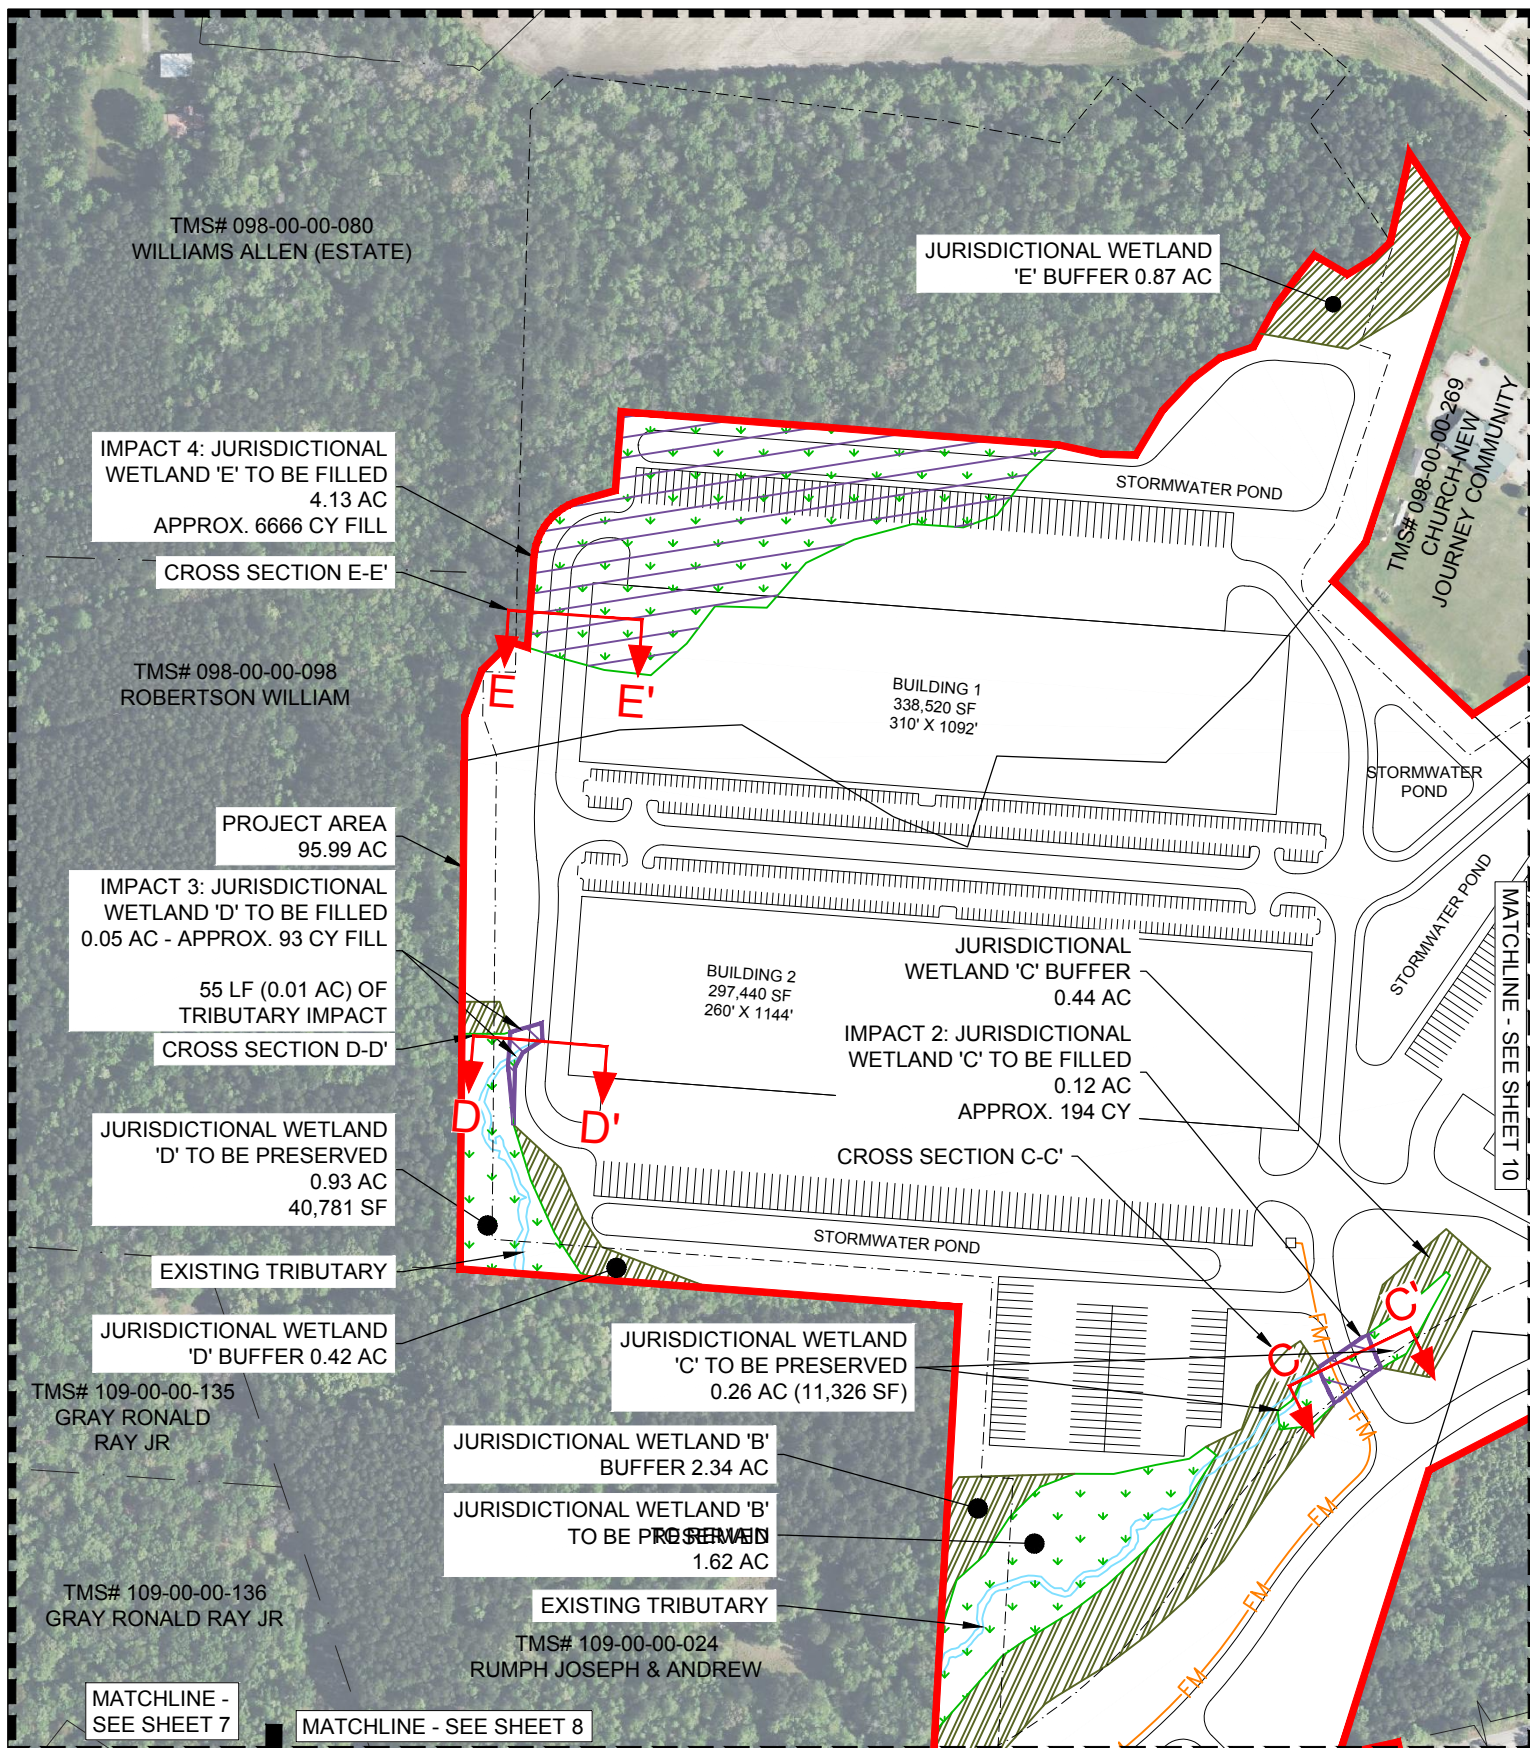 TMS# 098-00-00-080
WILLIAMS ALLEN (ESTATE)
JURISDICTIONAL WETLAND
'E' BUFFER 0.87 AC
TMS# 098-00-00-269
CHURCH-NEW
JOURNEY COMMUNITY
IMPACT 4: JURISDICTIONAL
WETLAND 'E' TO BE FILLED
4.13 AC
APPROX. 6666 CY FILL
STORMWATER POND
CROSS SECTION E-E'
E
E'
TMS# 098-00-00-098
ROBERTSON WILLIAM
BUILDING 1
338,520 SF
310' X 1092'
STORMWATER
POND
PROJECT AREA
95.99 AC
STORMWATER POND
MATCHLINE - SEE SHEET 10
IMPACT 3: JURISDICTIONAL
WETLAND 'D' TO BE FILLED
0.05 AC - APPROX. 93 CY FILL
55 LF (0.01 AC) OF
TRIBUTARY IMPACT
CROSS SECTION D-D'
D
D'
BUILDING 2
297,440 SF
260' X 1144'
JURISDICTIONAL
WETLAND 'C' BUFFER
0.44 AC
IMPACT 2: JURISDICTIONAL
WETLAND 'C' TO BE FILLED
0.12 AC
APPROX. 194 CY
CROSS SECTION C-C'
JURISDICTIONAL WETLAND
'D' TO BE PRESERVED
0.93 AC
40,781 SF
STORMWATER POND
EXISTING TRIBUTARY
JURISDICTIONAL WETLAND
'D' BUFFER 0.42 AC
C
C'
JURISDICTIONAL WETLAND
'C' TO BE PRESERVED
0.26 AC (11,326 SF)
FM
FM
FM
FM
FM
TMS# 109-00-00-135
GRAY RONALD
RAY JR
JURISDICTIONAL WETLAND 'B'
BUFFER 2.34 AC
JURISDICTIONAL WETLAND 'B'
TO BE PRESERVED
TO REMAIN
1.62 AC
EXISTING TRIBUTARY
TMS# 109-00-00-136
GRAY RONALD RAY JR
TMS# 109-00-00-024
RUMPH JOSEPH & ANDREW
MATCHLINE -
SEE SHEET 7
MATCHLINE - SEE SHEET 8